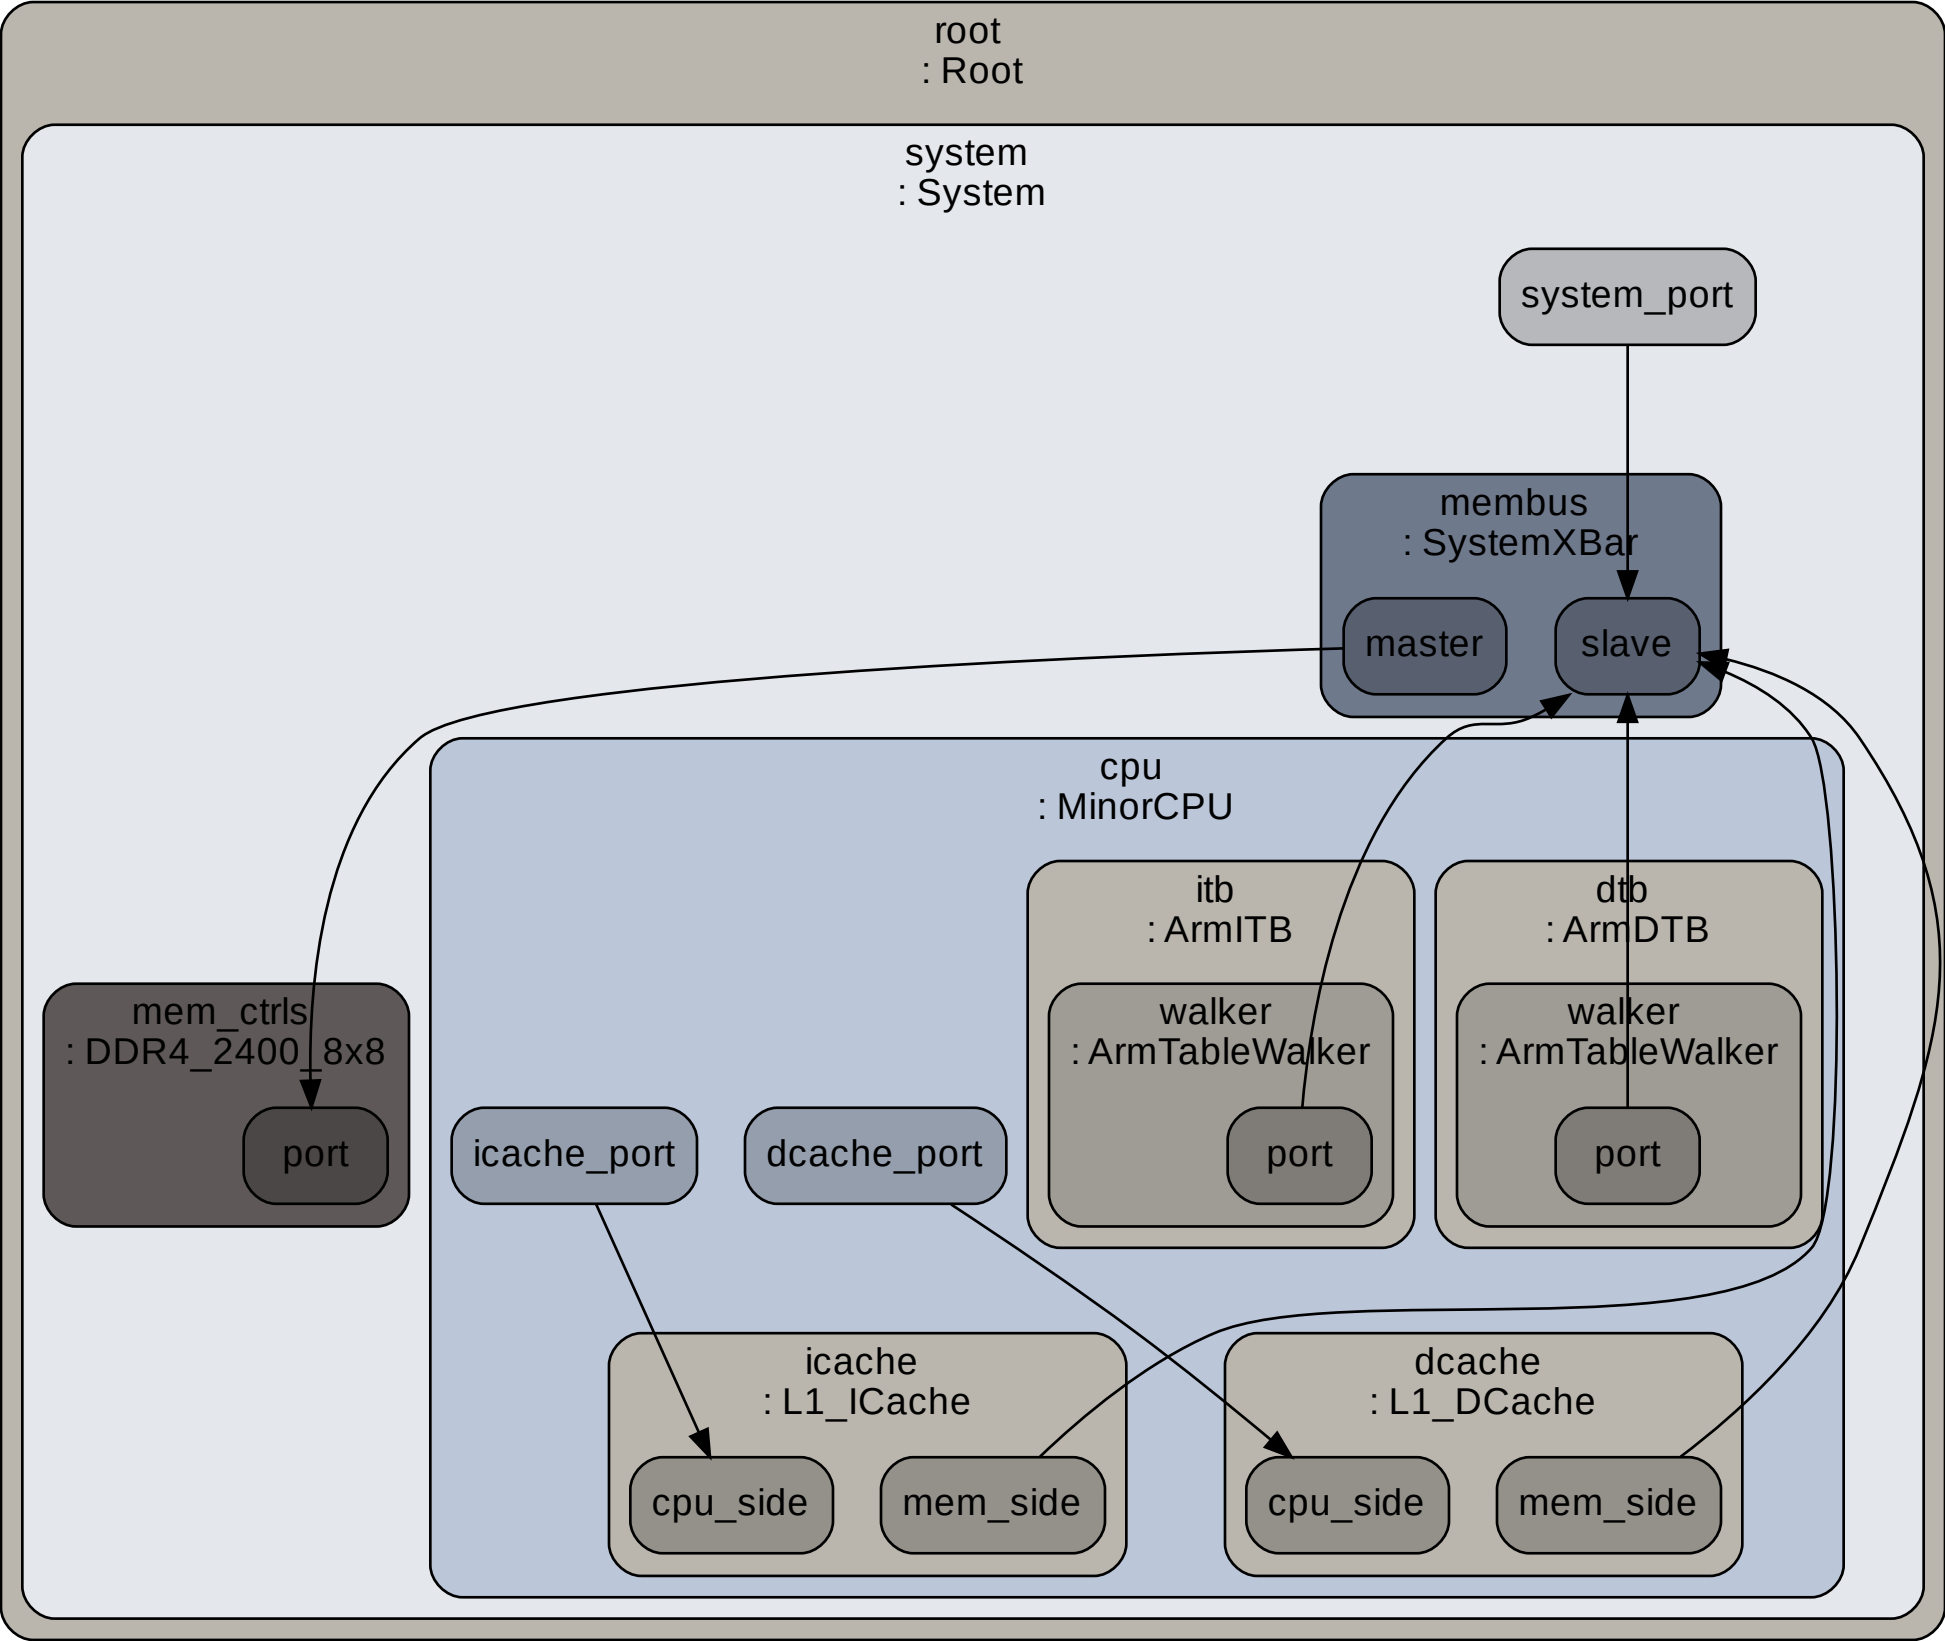 root
: Root
system
: System
system_port
membus
: SystemXBar
master
slave
cpu
: MinorCPU
itb
: ArmITB
dtb
: ArmDTB
mem_ctrls
: DDR4_2400_8x8
walker
: ArmTableWalker
walker
: ArmTableWalker
port
icache_port
dcache_port
port
port
icache
: L1_ICache
dcache
: L1_DCache
cpu_side
mem_side
cpu_side
mem_side